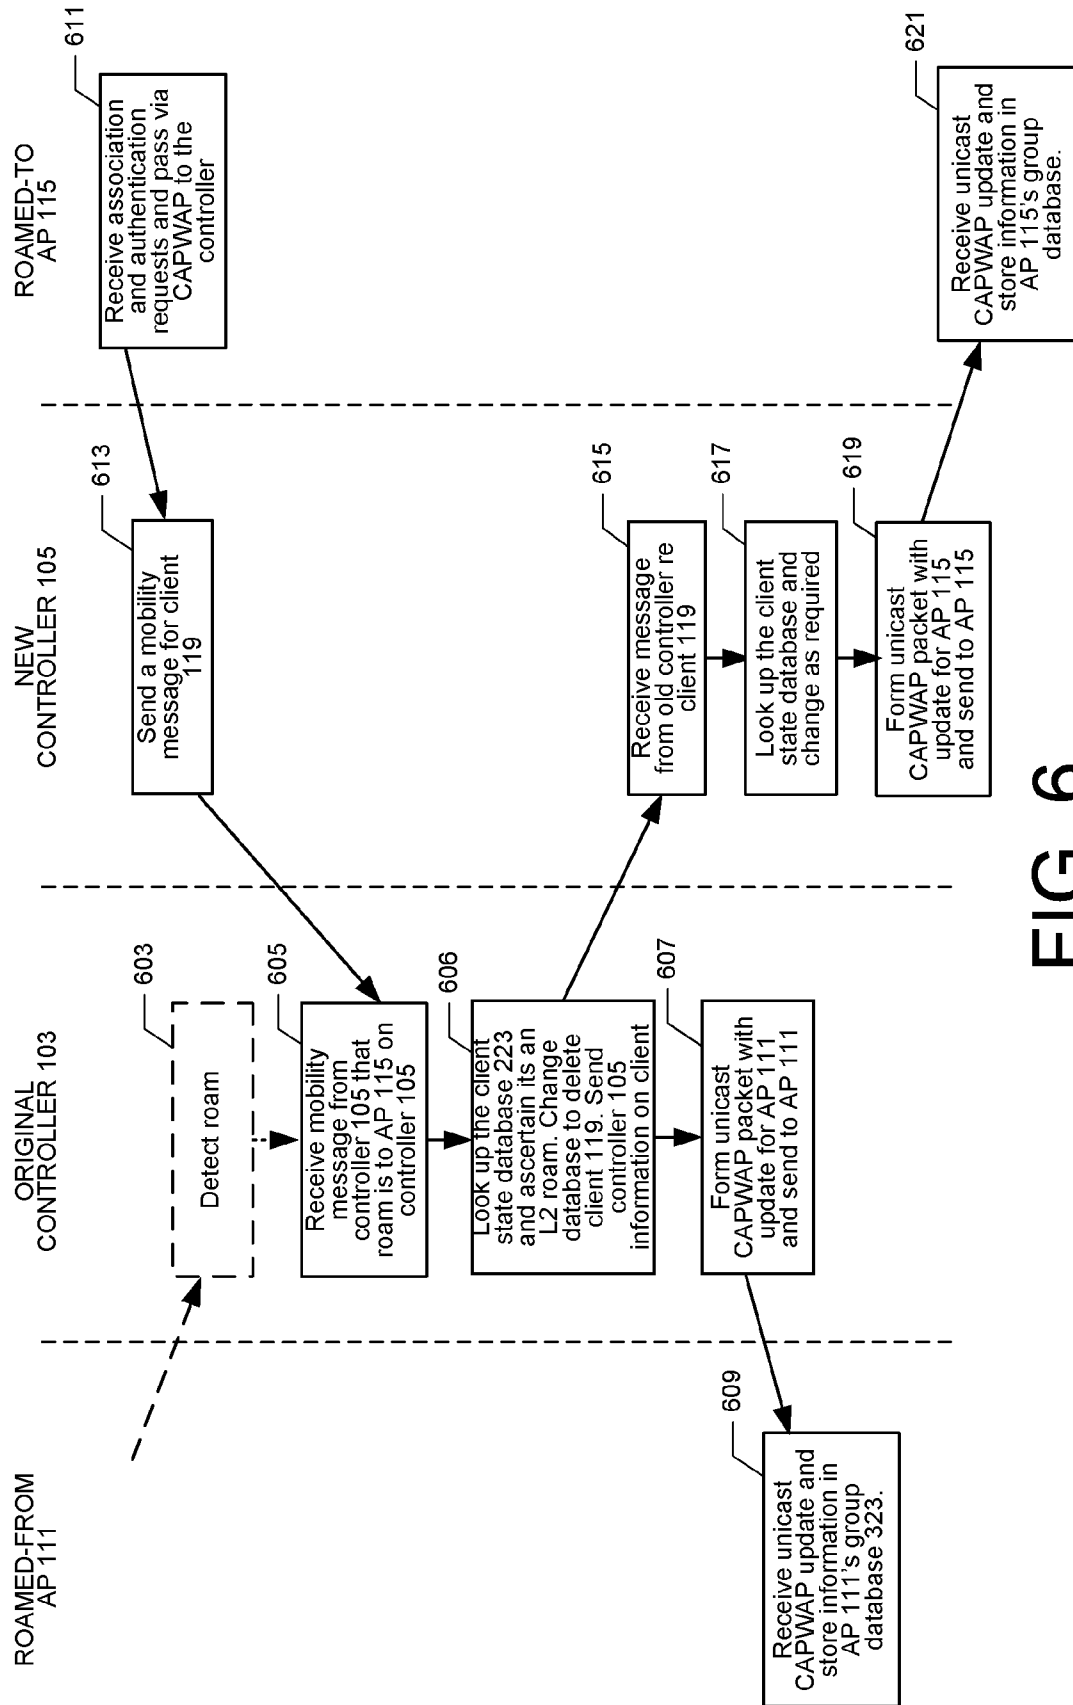 ROAMED-FROM
AP 111
ORIGINAL
CONTROLLER 103
NEW
CONTROLLER 105
ROAMED-TO
AP 115
611
Receive association
and authentication
requests and pass via
CAPWAP to the
controller
613
Send a mobility
message for client
119
603
Detect roam
605
Receive mobility
message from
controller 105 that
roam is to AP 115 on
controller 105
606
Look up the client
state database 223
and ascertain its an
L2 roam. Change
database to delete
client 119. Send
controller 105
information on client
607
Form unicast
CAPWAP packet with
update for AP 111
and send to AP 111
609
Receive unicast
CAPWAP update and
store information in
AP 111's group
database 323.
615
Receive message
from old controller re
client 119
617
Look up the client
state database and
change as required
619
Form unicast
CAPWAP packet with
update for AP 115
and send to AP 115
621
Receive unicast
CAPWAP update and
store information in
AP 115's group
database.
FIG 6